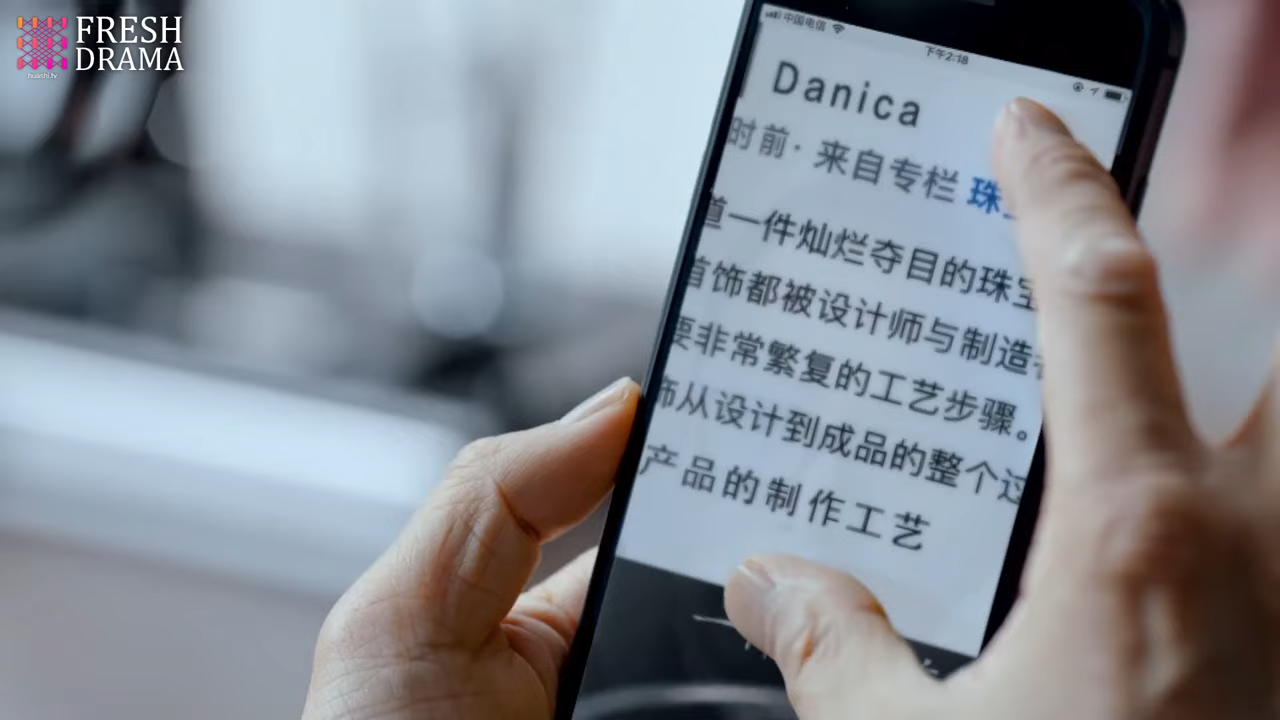 FRESH
DRAMA
huashi.tv
中国电信
下午2:18
Danica
时前·来自专栏 珠
道一件灿烂夺目的珠宝
首饰都被设计师与制造
要非常繁复的工艺步骤。
饰从设计到成品的整个过
产品的制作工艺